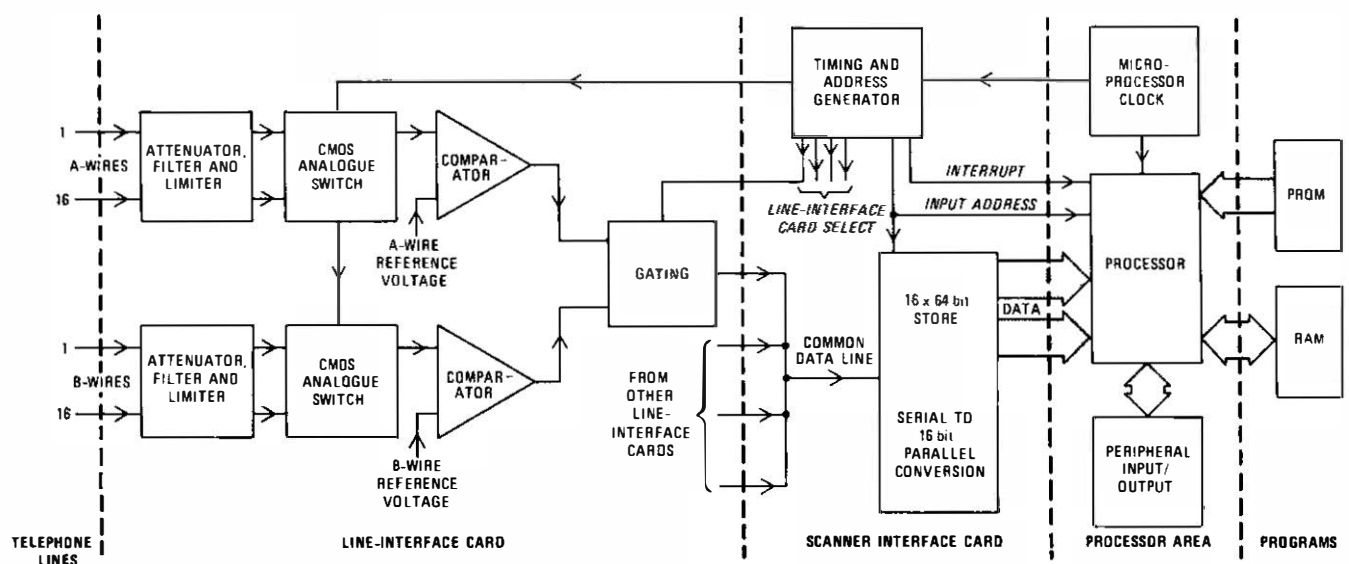 TIMING AND
ADDRESS
GENERATOR
MICRO-
PROCESSOR
CLOCK
1
A-WIRES
16
ATTENUATOR,
FILTER AND
LIMITER
CMOS
ANALOGUE
SWITCH
COMPAR-
ATOR
A-WIRE
REFERENCE
VOLTAGE
LINE-INTERFACE
CARD SELECT
INTERRUPT
INPUT ADDRESS
PROCESSOR
PROM
GATING
16 x 64 bit
STORE
DATA
RAM
1
B-WIRES
16
ATTENUATOR,
FILTER AND
LIMITER
CMOS
ANALOGUE
SWITCH
COMPAR-
ATOR
B-WIRE
REFERENCE
VOLTAGE
FROM
OTHER
LINE-
INTERFACE
CARDS
COMMON
DATA LINE
SERIAL TO
16 bit
PARALLEL
CONVERSION
PERIPHERAL
INPUT/
OUTPUT
TELEPHONE
LINES
LINE-INTERFACE CARD
SCANNER INTERFACE CARD
PROCESSOR AREA
PROGRAMS